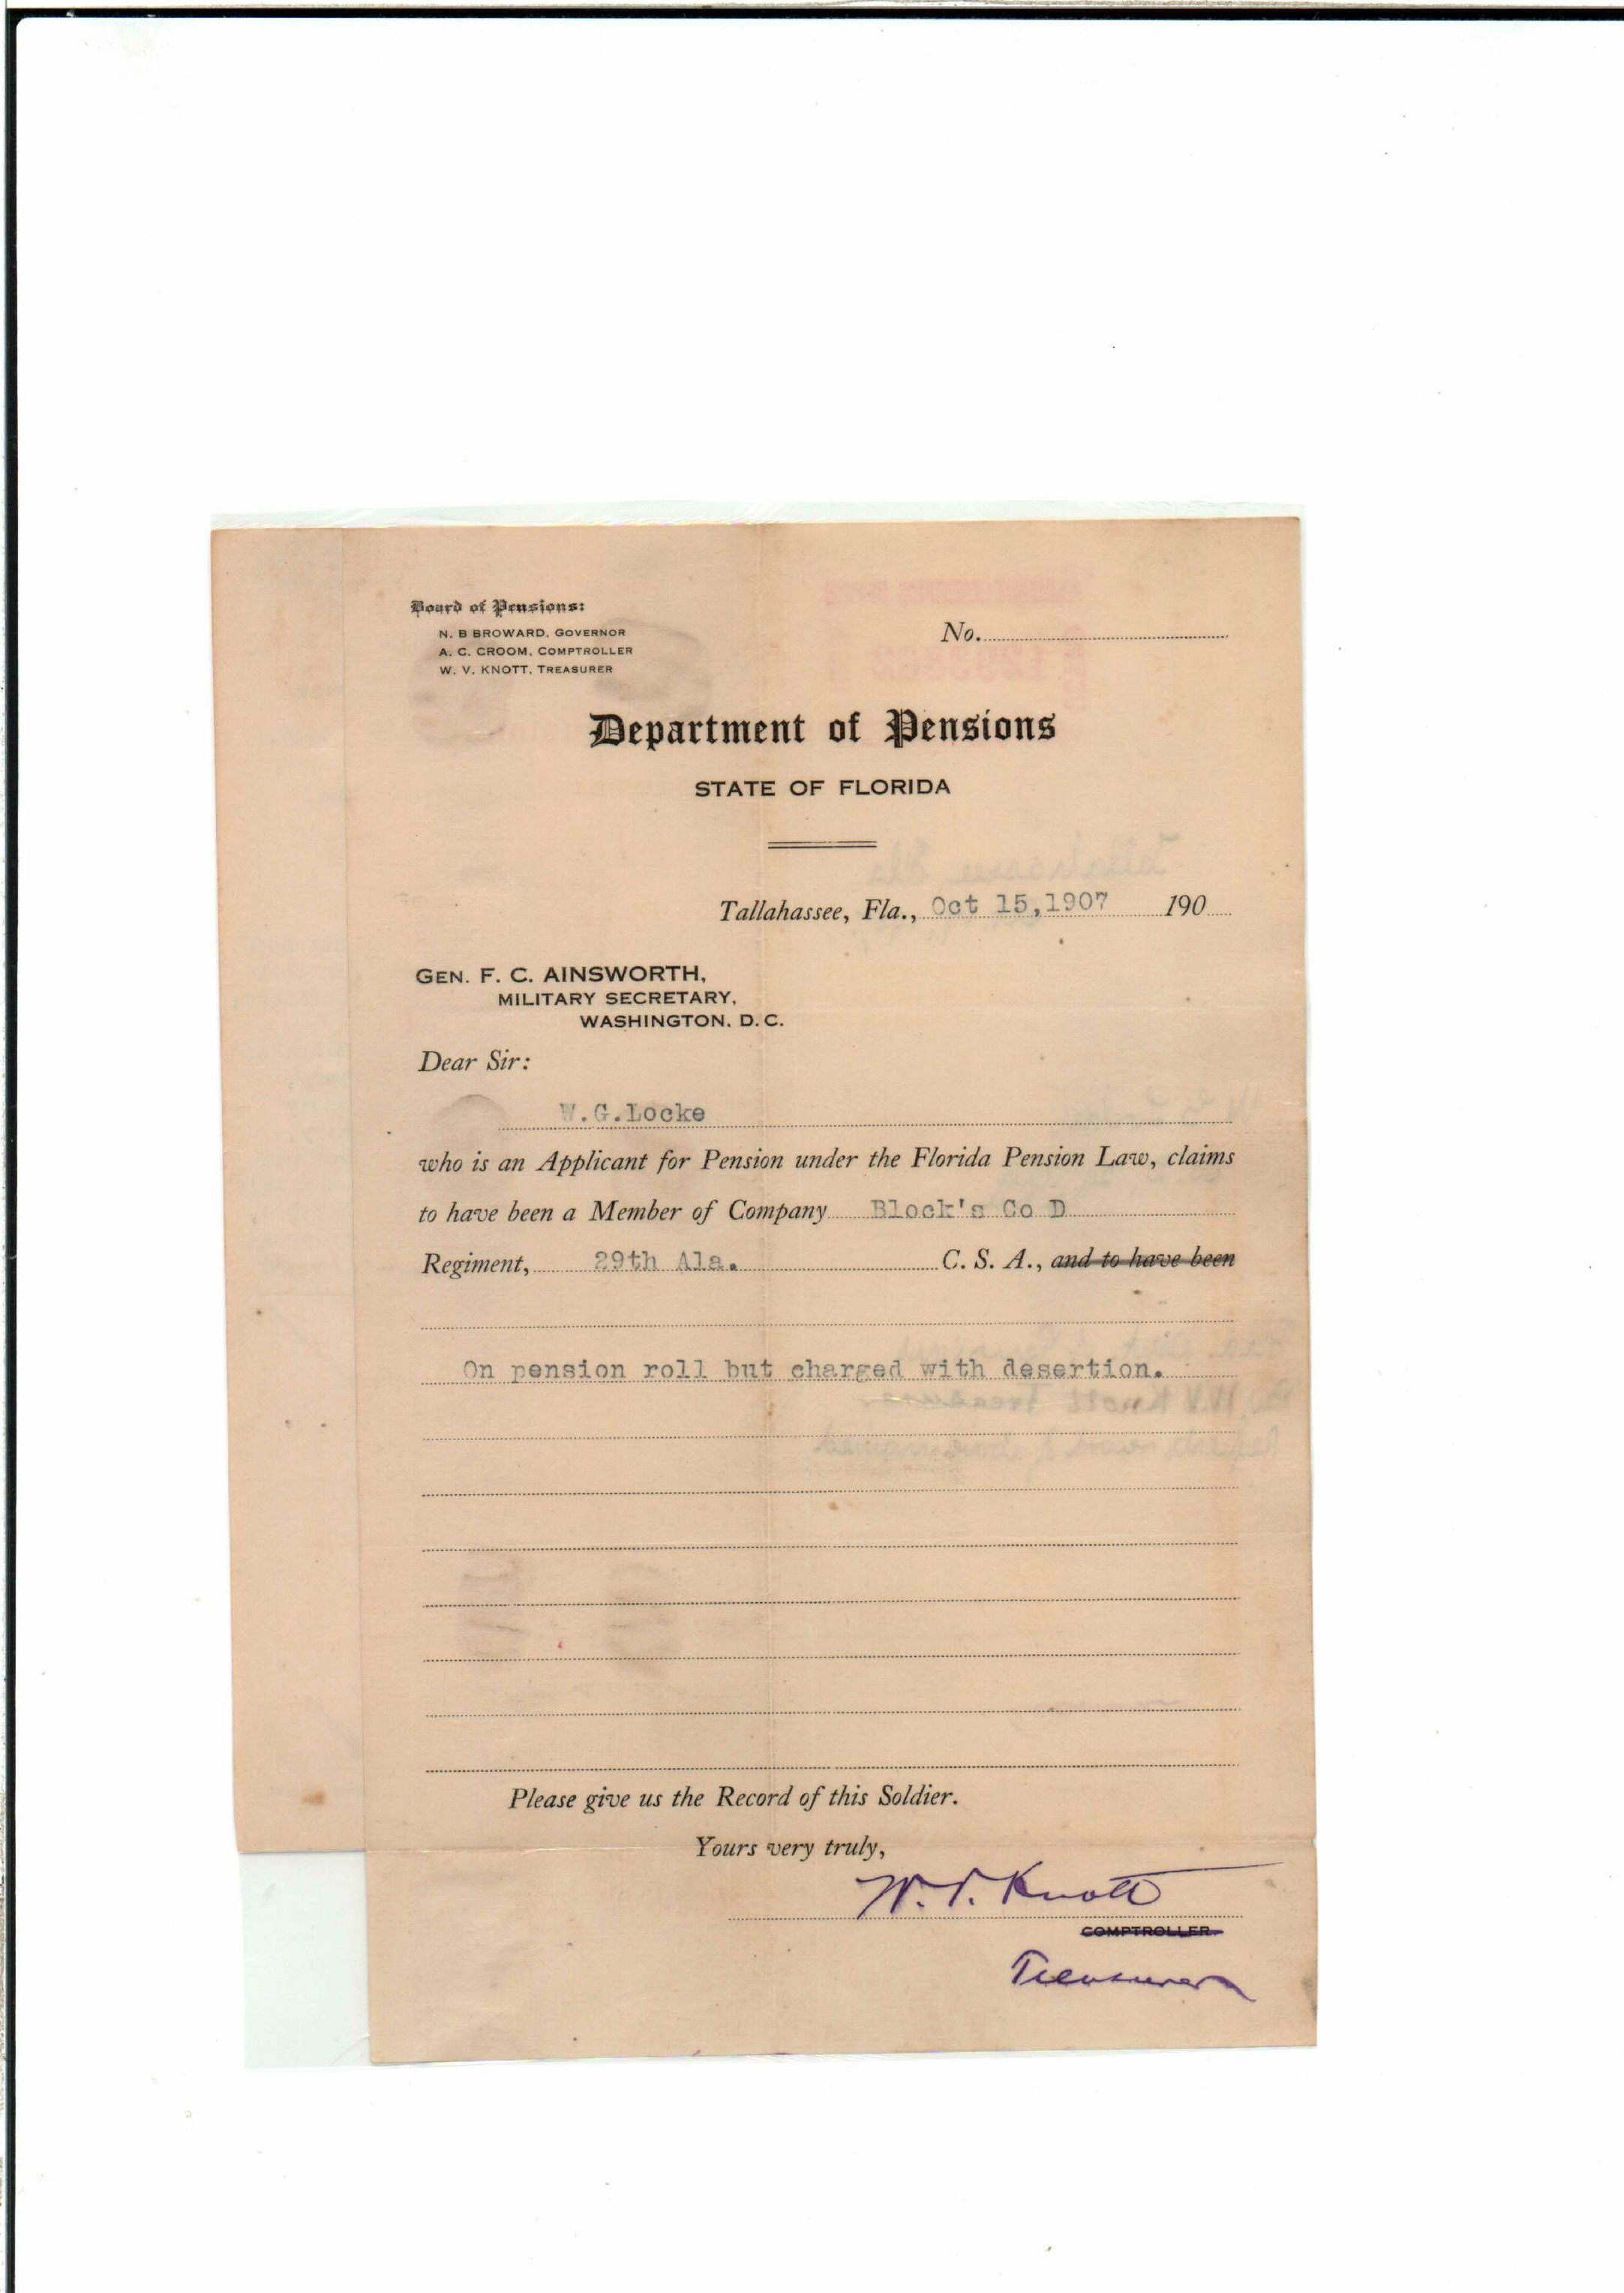 Board of Pensions:
N. B BROWARD, GOVERNOR
A. C. CROOM, COMPTROLLER
W. V. KNOTT, TREASURER
No.
Department of Pensions
STATE OF FLORIDA
Tallahassee, Fla., Oct 15,1907 190
GEN. F. C. AINSWORTH,
MILITARY SECRETARY,
WASHINGTON, D. C.
Dear Sir:
W.G.Locke
who is an Applicant for Pension under the Florida Pension Law, claims
to have been a Member of Company Block's Co D
Regiment, 29th Ala. C. S. A., and to have been
On pension roll but charged with desertion.
Please give us the Record of this Soldier.
Yours very truly,
W. V. Knott
COMPTROLLER.
Treasurer